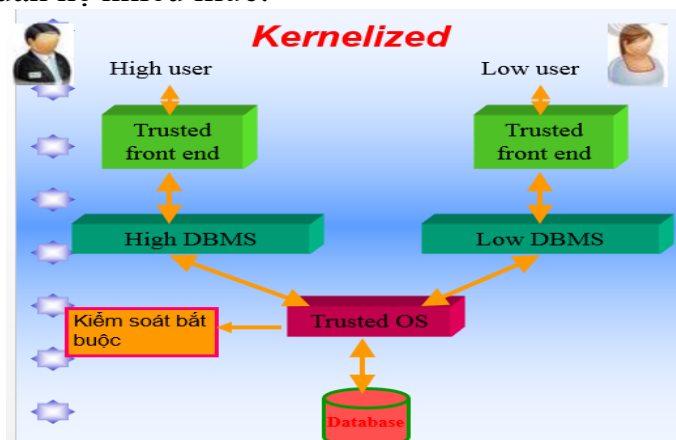 Kernelized
High user
Low user
Trusted
front end
Trusted
front end
High DBMS
Low DBMS
Kiểm soát bắt
buộc
Trusted OS
Database